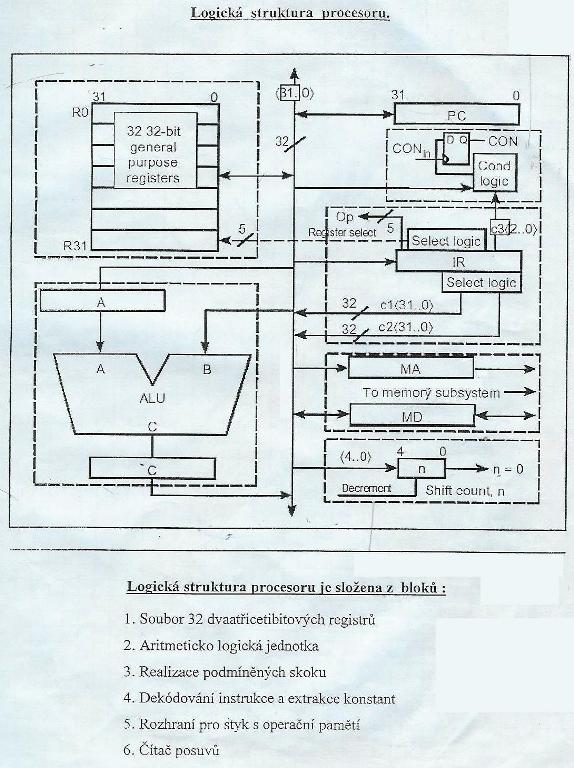 Logická struktura procesoru.
31 0
R0
32 32-bit
general
purpose
registers
R31
⟨31..0⟩
32
5
31 0
PC
D Q
CON
CONin
Cond
logic
Op
5
Register select
c3⟨2..0⟩
Select logic
IR
Select logic
32 c1⟨31..0⟩
32 c2⟨31..0⟩
A
A B
ALU
C
C
MA
To memory subsystem
MD
⟨4..0⟩
4 0
n
n = 0
Decrement
Shift count, n
Logická struktura procesoru je složena z bloků :
1. Soubor 32 dvaatřicetibitových registrů
2. Aritmeticko logická jednotka
3. Realizace podmíněných skoku
4. Dekódování instrukce a extrakce konstant
5. Rozhraní pro styk s operační pamětí
6. Čítač posuvů